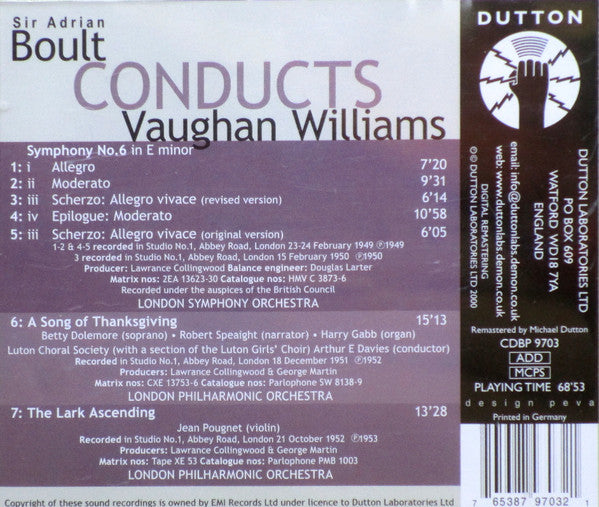 Sir Adrian
Boult
CONDUCTS
Vaughan Williams
Symphony No.6 in E minor
1: i Allegro 7'20
2: ii Moderato 9'31
3: iii Scherzo: Allegro vivace (revised version) 6'14
4: iv Epilogue: Moderato 10'58
5: iii Scherzo: Allegro vivace (original version) 6'05
1-2 & 4-5 recorded in Studio No.1, Abbey Road, London 23-24 February 1949 ℗1949
3 recorded in Studio No.1, Abbey Road, London 15 February 1950 ℗1950
Producer: Lawrance Collingwood Balance engineer: Douglas Larter
Matrix nos: 2EA 13623-30 Catalogue nos: HMV C 3873-6
Recorded under the auspices of the British Council
LONDON SYMPHONY ORCHESTRA
6: A Song of Thanksgiving 15'13
Betty Dolemore (soprano) • Robert Speaight (narrator) • Harry Gabb (organ)
Luton Choral Society (with a section of the Luton Girls' Choir) Arthur E Davies (conductor)
Recorded in Studio No.1, Abbey Road, London 18 December 1951 ℗1952
Producers: Lawrance Collingwood & George Martin
Matrix nos: CXE 13753-6 Catalogue nos: Parlophone SW 8138-9
LONDON PHILHARMONIC ORCHESTRA
7: The Lark Ascending 13'28
Jean Pougnet (violin)
Recorded in Studio No.1, Abbey Road, London 21 October 1952 ℗1953
Producers: Lawrance Collingwood & George Martin
Matrix nos: Tape XE 53 Catalogue nos: Parlophone PMB 1003
LONDON PHILHARMONIC ORCHESTRA
Copyright of these sound recordings is owned by EMI Records Ltd under licence to Dutton Laboratories Ltd
DUTTON
DUTTON LABORATORIES LTD
PO BOX 609
WATFORD WD18 7YA
ENGLAND
email: info@duttonlabs.demon.co.uk
web: www.duttonlabs.demon.co.uk
DIGITAL REMASTERING
℗© DUTTON LABORATORIES LTD 2000
Remastered by Michael Dutton
CDBP 9703
ADD
MCPS
PLAYING TIME 68'53
design peva
Printed in Germany
7 65387 97032 1